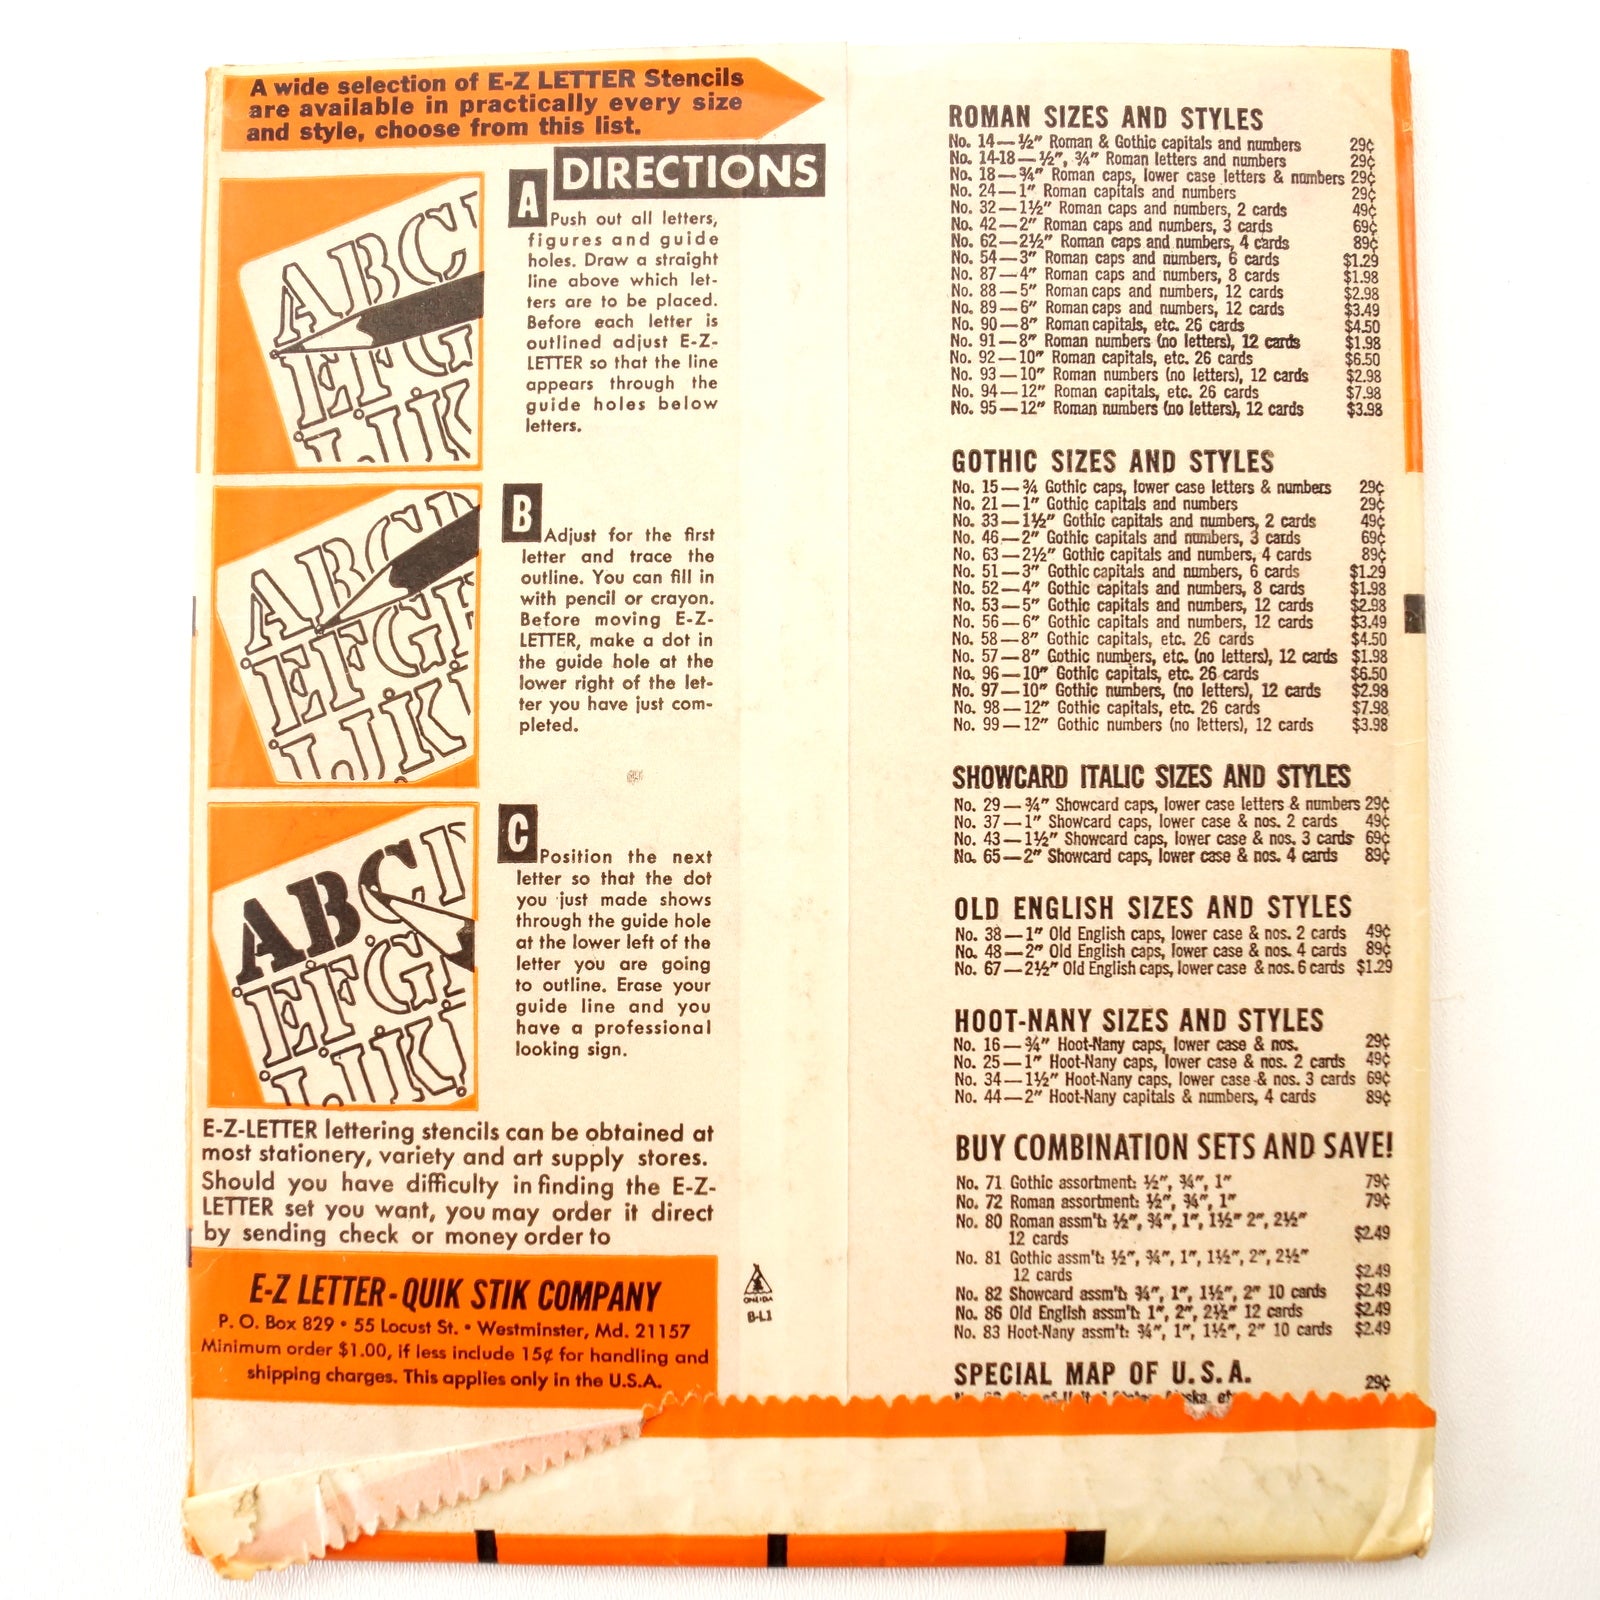 A wide selection of E-Z LETTER Stencils
are available in practically every size
and style, choose from this list.
DIRECTIONS
A Push out all letters,
figures and guide
holes. Draw a straight
line above which let-
ters are to be placed.
Before each letter is
outlined adjust E-Z-
LETTER so that the line
appears through the
guide holes below
letters.
B Adjust for the first
letter and trace the
outline. You can fill in
with pencil or crayon.
Before moving E-Z-
LETTER, make a dot in
the guide hole at the
lower right of the let-
ter you have just com-
pleted.
C Position the next
letter so that the dot
you just made shows
through the guide hole
at the lower left of the
letter you are going
to outline. Erase your
guide line and you
have a professional
looking sign.
E-Z-LETTER lettering stencils can be obtained at
most stationery, variety and art supply stores.
Should you have difficulty in finding the E-Z-
LETTER set you want, you may order it direct
by sending check or money order to
E-Z LETTER - QUIK STIK COMPANY
P. O. Box 829 • 55 Locust St. • Westminster, Md. 21157
Minimum order $1.00, if less include 15¢ for handling and
shipping charges. This applies only in the U.S.A.
ONEIDA
B-L1
ROMAN SIZES AND STYLES
No. 14—½" Roman & Gothic capitals and numbers 29¢
No. 14-18—½", ¾" Roman letters and numbers 29¢
No. 18—¾" Roman caps, lower case letters & numbers 29¢
No. 24—1" Roman capitals and numbers 29¢
No. 32—1½" Roman caps and numbers, 2 cards 49¢
No. 42—2" Roman caps and numbers, 3 cards 69¢
No. 62—2½" Roman caps and numbers, 4 cards 89¢
No. 54—3" Roman caps and numbers, 6 cards $1.29
No. 87—4" Roman caps and numbers, 8 cards $1.98
No. 88—5" Roman caps and numbers, 12 cards $2.98
No. 89—6" Roman caps and numbers, 12 cards $3.49
No. 90—8" Roman capitals, etc. 26 cards $4.50
No. 91—8" Roman numbers (no letters), 12 cards $1.98
No. 92—10" Roman capitals, etc. 26 cards $6.50
No. 93—10" Roman numbers (no letters), 12 cards $2.98
No. 94—12" Roman capitals, etc. 26 cards $7.98
No. 95—12" Roman numbers (no letters), 12 cards $3.98
GOTHIC SIZES AND STYLES
No. 15—¾ Gothic caps, lower case letters & numbers 29¢
No. 21—1" Gothic capitals and numbers 29¢
No. 33—1½" Gothic capitals and numbers, 2 cards 49¢
No. 46—2" Gothic capitals and numbers, 3 cards 69¢
No. 63—2½" Gothic capitals and numbers, 4 cards 89¢
No. 51—3" Gothic capitals and numbers, 6 cards $1.29
No. 52—4" Gothic capitals and numbers, 8 cards $1.98
No. 53—5" Gothic capitals and numbers, 12 cards $2.98
No. 56—6" Gothic capitals and numbers, 12 cards $3.49
No. 58—8" Gothic capitals, etc. 26 cards $4.50
No. 57—8" Gothic numbers, etc. (no letters), 12 cards $1.98
No. 96—10" Gothic capitals, etc. 26 cards $6.50
No. 97—10" Gothic numbers, (no letters), 12 cards $2.98
No. 98—12" Gothic capitals, etc. 26 cards $7.98
No. 99—12" Gothic numbers (no letters), 12 cards $3.98
SHOWCARD ITALIC SIZES AND STYLES
No. 29—¾" Showcard caps, lower case letters & numbers 29¢
No. 37—1" Showcard caps, lower case & nos. 2 cards 49¢
No. 43—1½" Showcard caps, lower case & nos. 3 cards 69¢
No. 65—2" Showcard caps, lower case & nos. 4 cards 89¢
OLD ENGLISH SIZES AND STYLES
No. 38—1" Old English caps, lower case & nos. 2 cards 49¢
No. 48—2" Old English caps, lower case & nos. 4 cards 89¢
No. 67—2½" Old English caps, lower case & nos. 6 cards $1.29
HOOT-NANY SIZES AND STYLES
No. 16—¾" Hoot-Nany caps, lower case & nos. 29¢
No. 25—1" Hoot-Nany caps, lower case & nos. 2 cards 49¢
No. 34—1½" Hoot-Nany caps, lower case & nos. 3 cards 69¢
No. 44—2" Hoot-Nany capitals & numbers, 4 cards 89¢
BUY COMBINATION SETS AND SAVE!
No. 71 Gothic assortment: ½", ¾", 1" 79¢
No. 72 Roman assortment: ½", ¾", 1" 79¢
No. 80 Roman assm't: ½", ¾", 1", 1½" 2", 2½"
12 cards $2.49
No. 81 Gothic assm't: ½", ¾", 1", 1½", 2", 2½"
12 cards $2.49
No. 82 Showcard assm't: ¾", 1", 1½", 2" 10 cards $2.49
No. 86 Old English assm't: 1", 2", 2½" 12 cards $2.49
No. 83 Hoot-Nany assm't: ¾", 1", 1½", 2" 10 cards $2.49
SPECIAL MAP OF U.S.A.
29¢